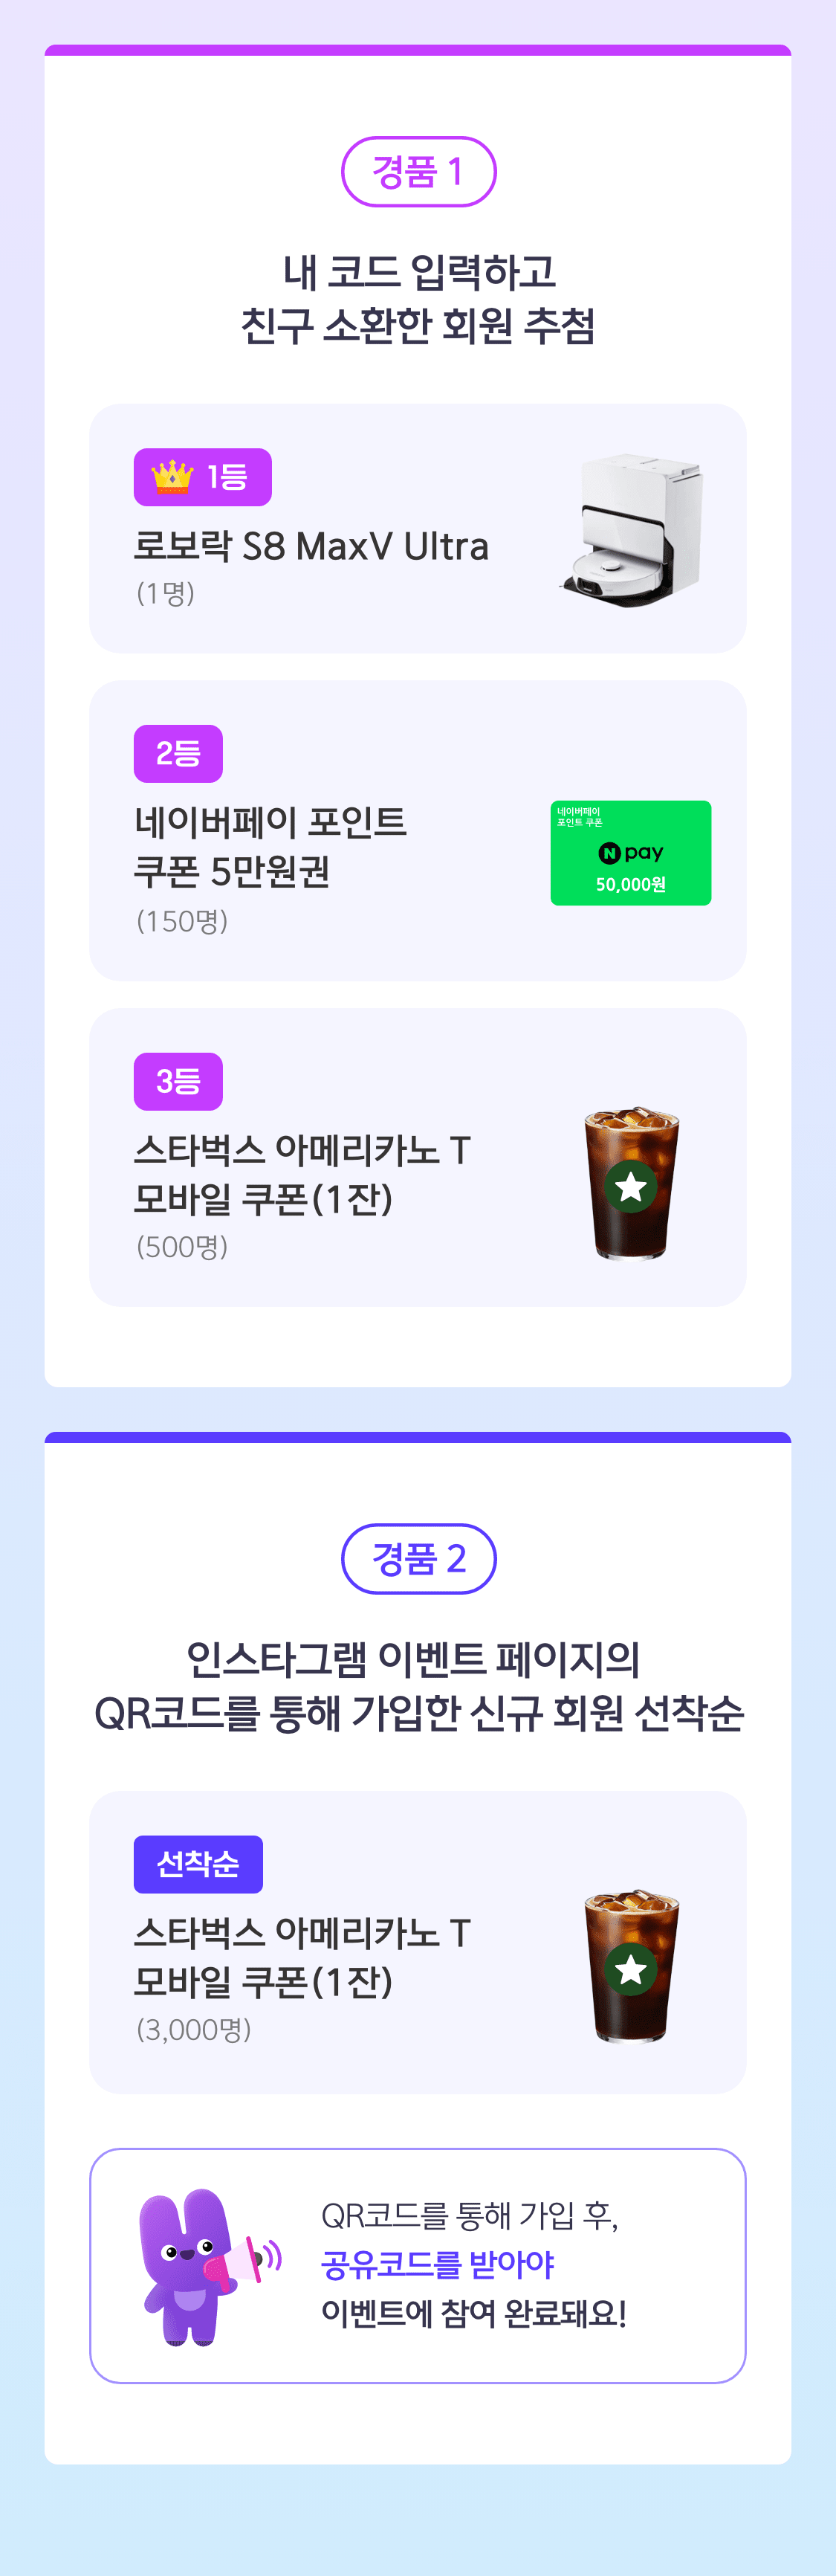 경품 1
내 코드 입력하고
친구 소환한 회원 추첨
1등
로보락 S8 MaxV Ultra
(1명)
2등
네이버페이 포인트
쿠폰 5만원권
(150명)
네이버페이
포인트 쿠폰
N pay
50,000원
3등
스타벅스 아메리카노 T
모바일 쿠폰(1잔)
(500명)
경품 2
인스타그램 이벤트 페이지의
QR코드를 통해 가입한 신규 회원 선착순
선착순
스타벅스 아메리카노 T
모바일 쿠폰(1잔)
(3,000명)
QR코드를 통해 가입 후,
공유코드를 받아야
이벤트에 참여 완료돼요!